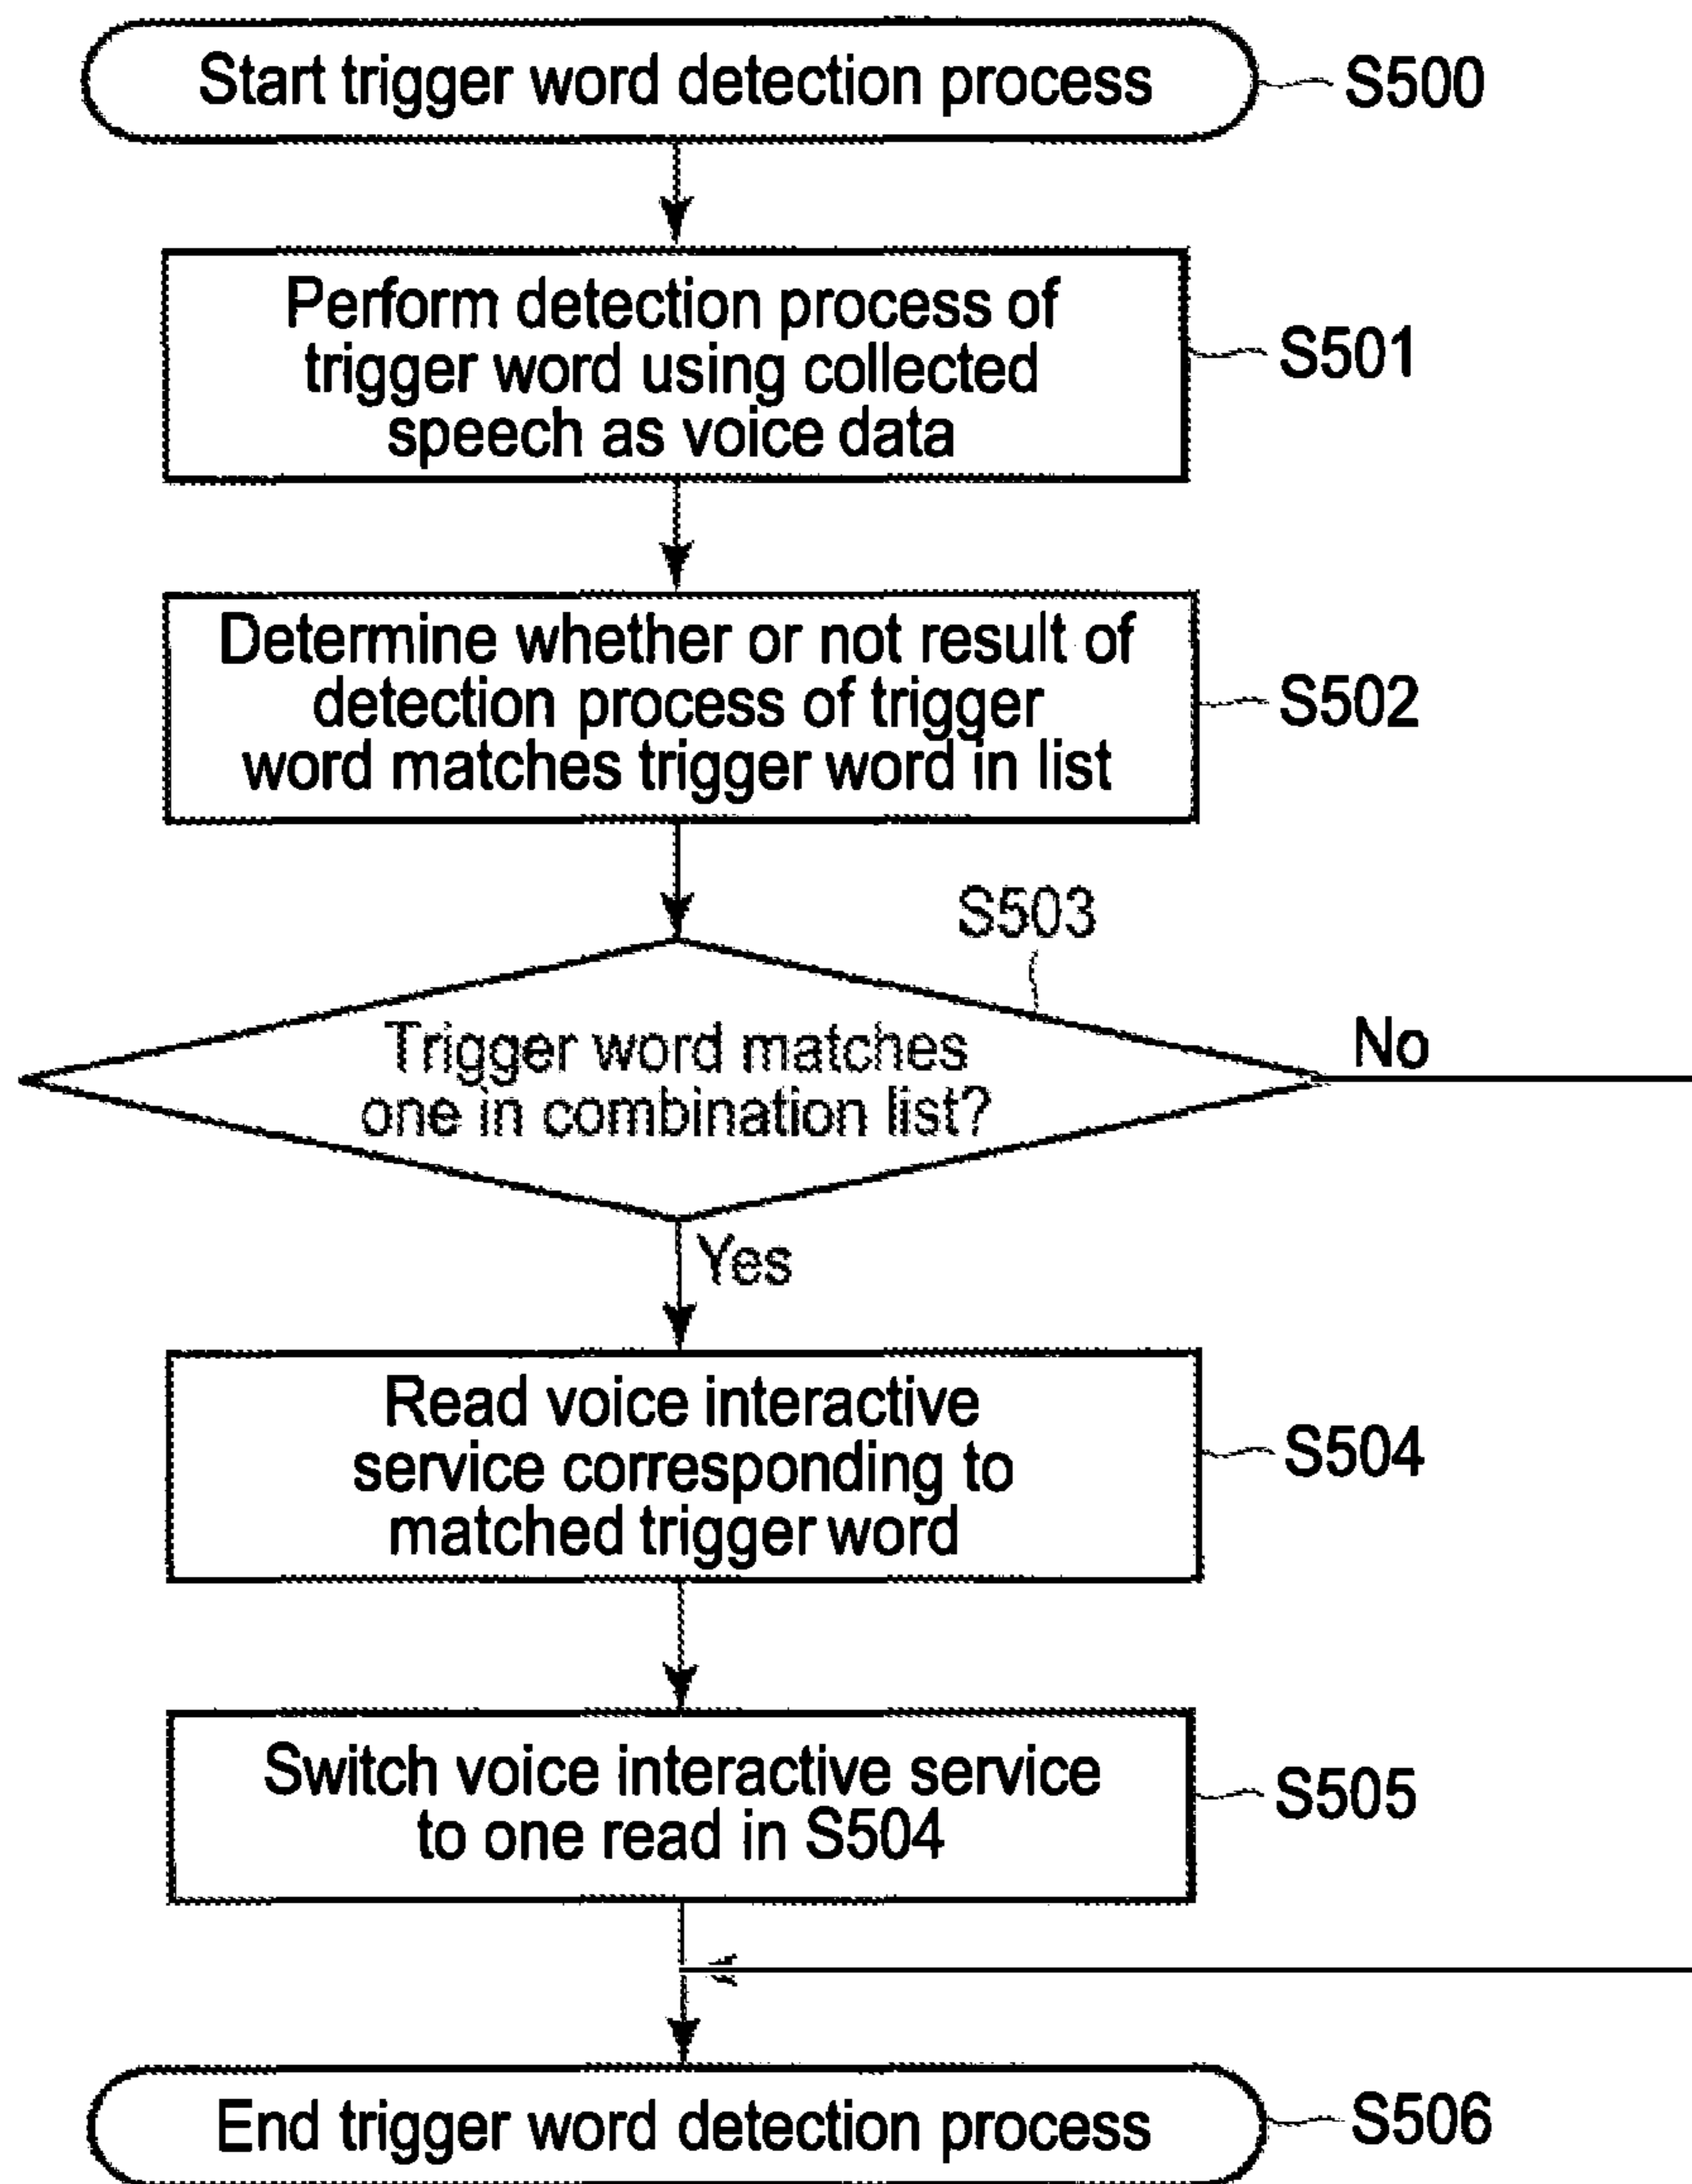 Start trigger word detection process
S500
Perform detection process of
trigger word using collected
speech as voice data
S501
Determine whether or not result of
detection process of trigger
word matches trigger word in list
S502
S503
Trigger word matches
one in combination list?
No
Yes
Read voice interactive
service corresponding to
matched trigger word
S504
Switch voice interactive service
to one read in S504
S505
End trigger word detection process
S506